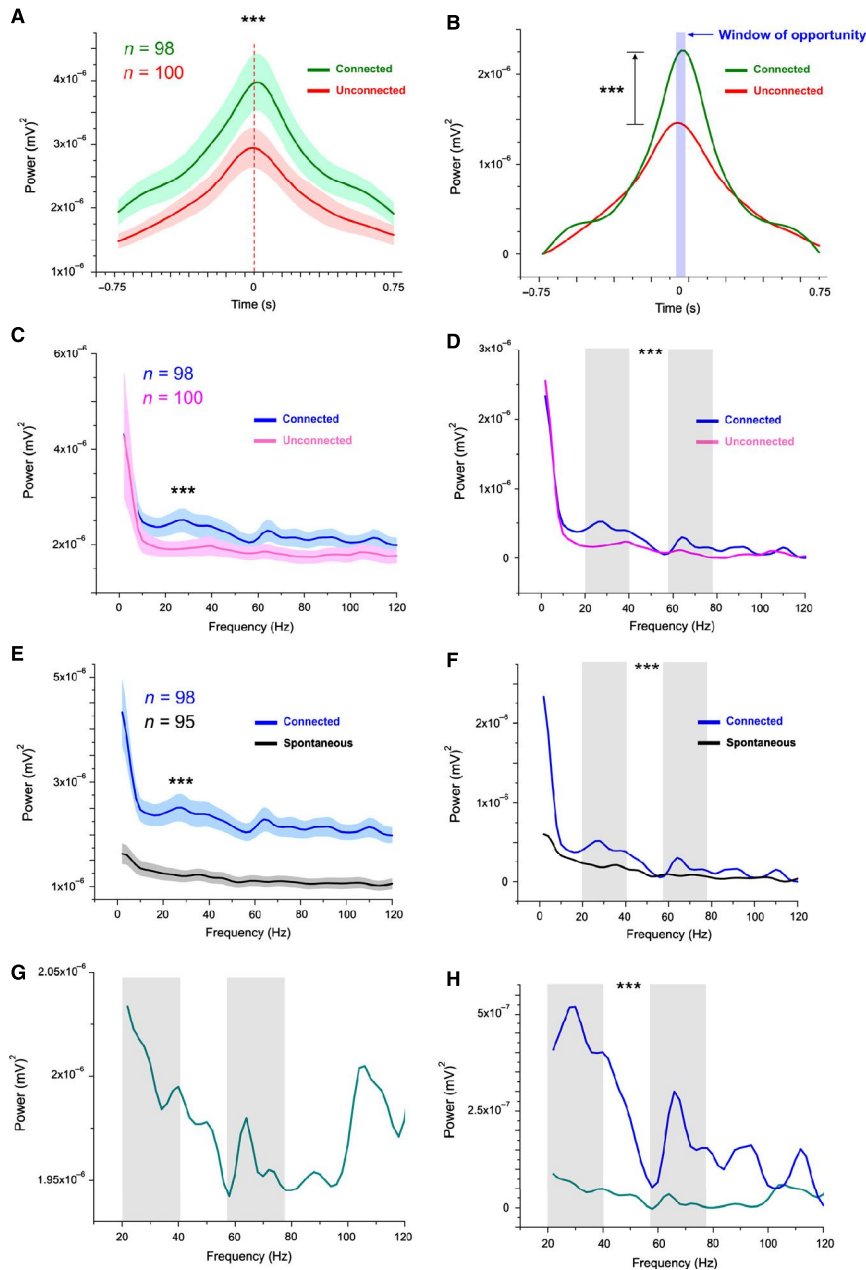 A
***
n = 98
n = 100
Connected
Unconnected
4x10⁻⁶
3x10⁻⁶
2x10⁻⁶
1x10⁻⁶
Power (mV)²
−0.75
0
0.75
Time (s)
B
Window of opportunity
Connected
Unconnected
***
2x10⁻⁶
1x10⁻⁶
0
Power (mV)²
−0.75
0
0.75
Time (s)
C
n = 98
n = 100
Connected
Unconnected
***
6x10⁻⁶
4x10⁻⁶
2x10⁻⁶
Power (mV)²
0 20 40 60 80 100 120
Frequency (Hz)
D
***
Connected
Unconnected
3x10⁻⁶
2x10⁻⁶
1x10⁻⁶
0
Power (mV)²
0 20 40 60 80 100 120
Frequency (Hz)
E
n = 98
n = 95
Connected
Spontaneous
***
5x10⁻⁶
3x10⁻⁶
1x10⁻⁶
Power (mV)²
0 20 40 60 80 100 120
Frequency (Hz)
F
***
Connected
Spontaneous
2x10⁻⁵
1x10⁻⁵
0
Power (mV)²
0 20 40 60 80 100 120
Frequency (Hz)
G
2.05x10⁻⁶
2x10⁻⁶
1.95x10⁻⁶
Power (mV)²
20 40 60 80 100 120
Frequency (Hz)
H
***
5x10⁻⁷
2.5x10⁻⁷
0
Power (mV)²
20 40 60 80 100 120
Frequency (Hz)